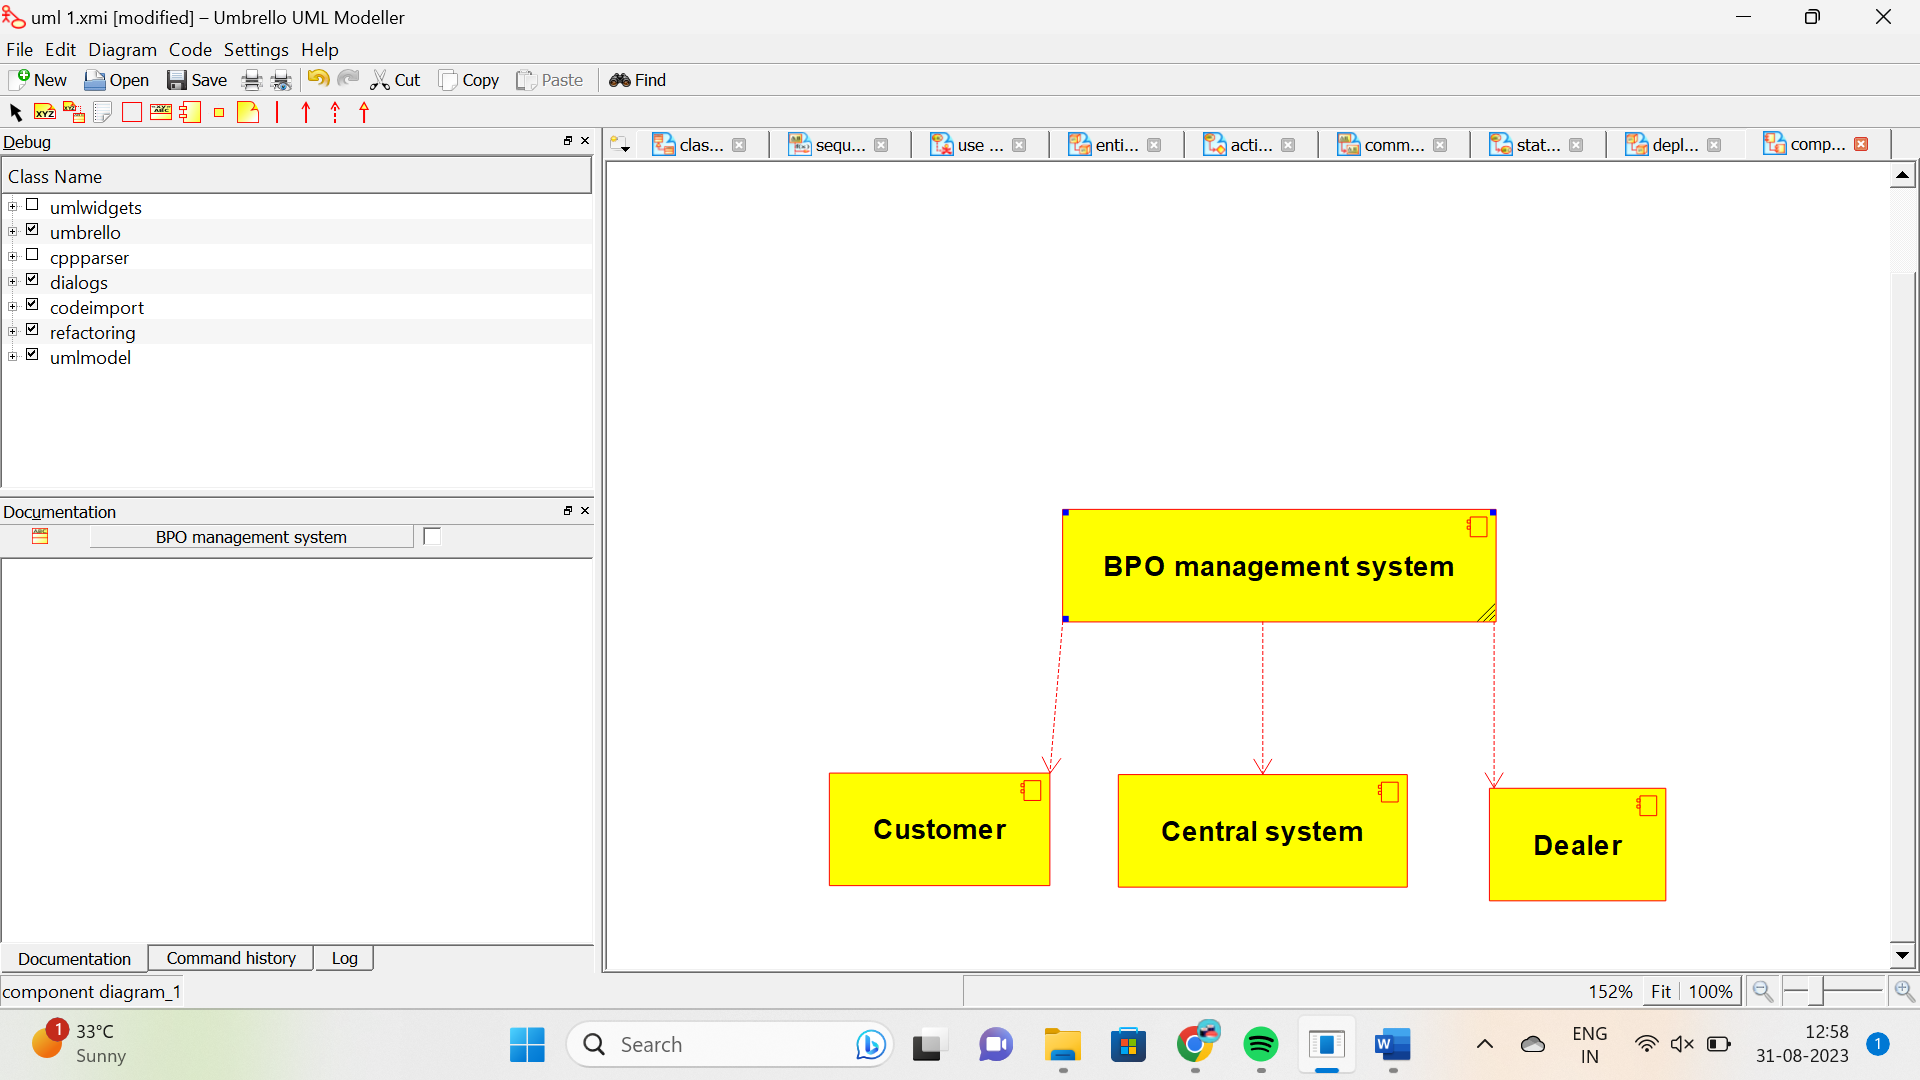 uml 1.xmi [modified] – Umbrello UML Modeller
File Edit Diagram Code Settings Help
New Open Save Cut Copy Paste Find
Debug
Class Name
umlwidgets
umbrello
cppparser
dialogs
codeimport
refactoring
umlmodel
Documentation
BPO management system
Documentation Command history Log
component diagram_1
clas... sequ... use ... enti... acti... comm... stat... depl... comp...
BPO management system
Customer
Central system
Dealer
152% Fit 100%
1
33°C
Sunny
Search
ENG
IN
12:58
31-08-2023
1